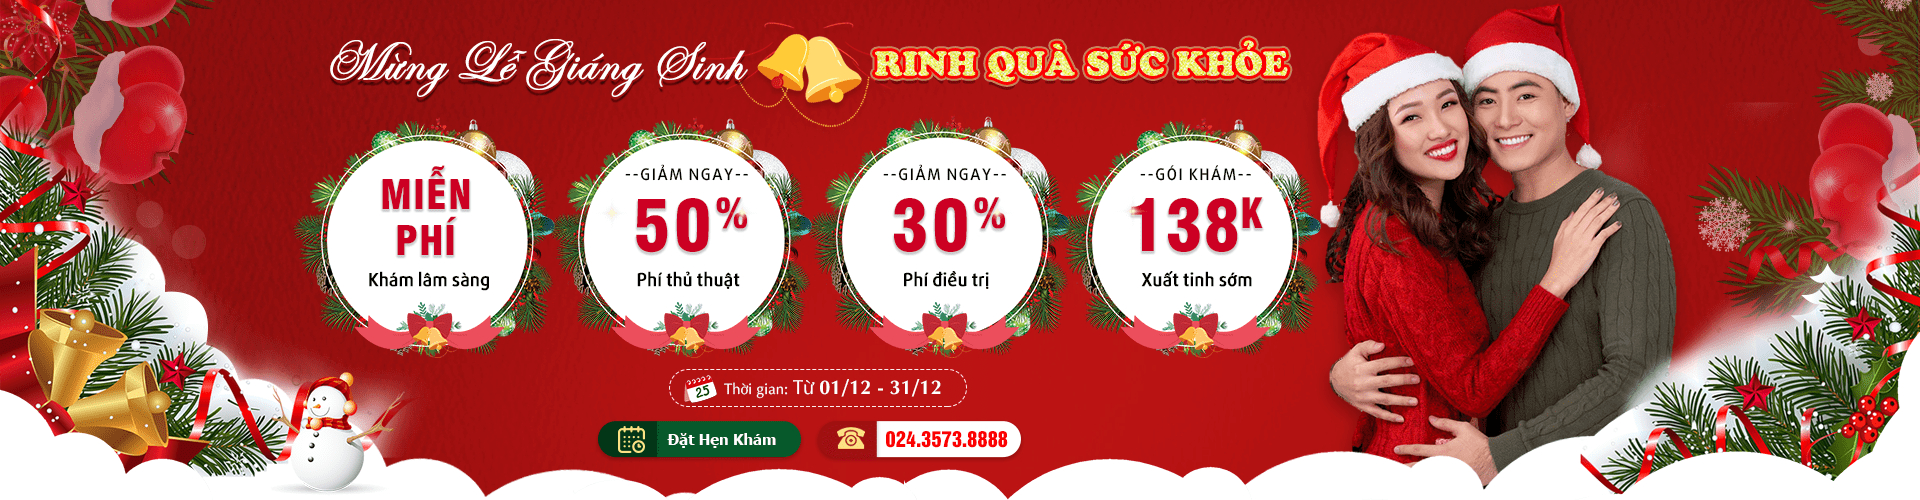 Mừng Lễ Giáng Sinh
RINH QUÀ SỨC KHỎE
MIỄN
PHÍ
Khám lâm sàng
--GIẢM NGAY--
50%
Phí thủ thuật
--GIẢM NGAY--
30%
Phí điều trị
--GÓI KHÁM--
138K
Xuất tinh sớm
25
Thời gian: Từ 01/12 - 31/12
Đặt Hẹn Khám
024.3573.8888